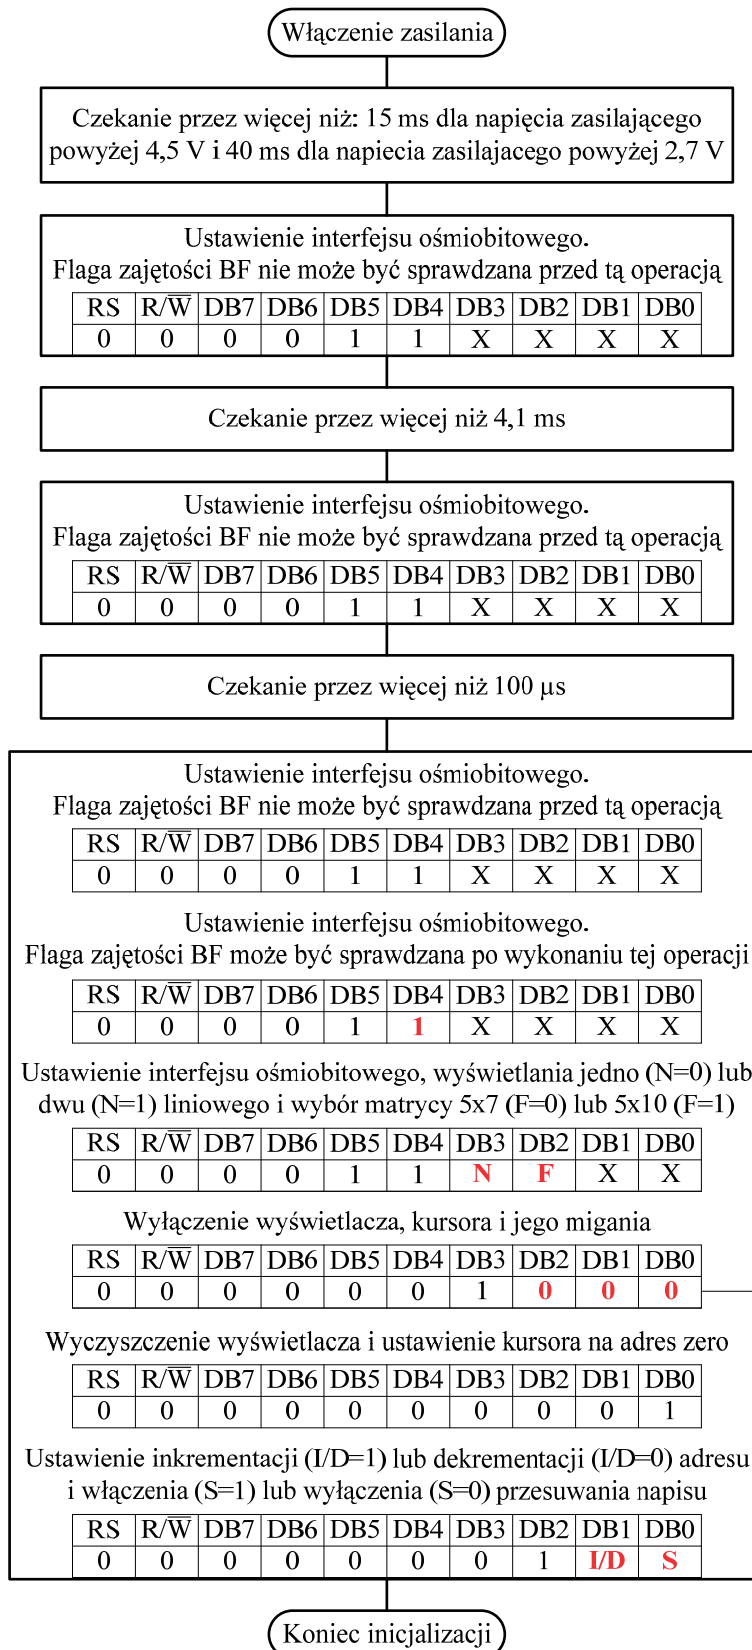 Włączenie zasilania
Czekanie przez więcej niż: 15 ms dla napięcia zasilającego
powyżej 4,5 V i 40 ms dla napiecia zasilajacego powyżej 2,7 V
Ustawienie interfejsu ośmiobitowego.
Flaga zajętości BF nie może być sprawdzana przed tą operacją
RS R/W̅ DB7 DB6 DB5 DB4 DB3 DB2 DB1 DB0
0 0 0 0 1 1 X X X X
Czekanie przez więcej niż 4,1 ms
Ustawienie interfejsu ośmiobitowego.
Flaga zajętości BF nie może być sprawdzana przed tą operacją
RS R/W̅ DB7 DB6 DB5 DB4 DB3 DB2 DB1 DB0
0 0 0 0 1 1 X X X X
Czekanie przez więcej niż 100 µs
Ustawienie interfejsu ośmiobitowego.
Flaga zajętości BF nie może być sprawdzana przed tą operacją
RS R/W̅ DB7 DB6 DB5 DB4 DB3 DB2 DB1 DB0
0 0 0 0 1 1 X X X X
Ustawienie interfejsu ośmiobitowego.
Flaga zajętości BF może być sprawdzana po wykonaniu tej operacji
RS R/W̅ DB7 DB6 DB5 DB4 DB3 DB2 DB1 DB0
0 0 0 0 1 1 X X X X
Ustawienie interfejsu ośmiobitowego, wyświetlania jedno (N=0) lub
dwu (N=1) liniowego i wybór matrycy 5x7 (F=0) lub 5x10 (F=1)
RS R/W̅ DB7 DB6 DB5 DB4 DB3 DB2 DB1 DB0
0 0 0 0 1 1 N F X X
Wyłączenie wyświetlacza, kursora i jego migania
RS R/W̅ DB7 DB6 DB5 DB4 DB3 DB2 DB1 DB0
0 0 0 0 0 0 1 0 0 0
Wyczyszczenie wyświetlacza i ustawienie kursora na adres zero
RS R/W̅ DB7 DB6 DB5 DB4 DB3 DB2 DB1 DB0
0 0 0 0 0 0 0 0 0 1
Ustawienie inkrementacji (I/D=1) lub dekrementacji (I/D=0) adresu
i włączenia (S=1) lub wyłączenia (S=0) przesuwania napisu
RS R/W̅ DB7 DB6 DB5 DB4 DB3 DB2 DB1 DB0
0 0 0 0 0 0 0 1 I/D S
Koniec inicjalizacji